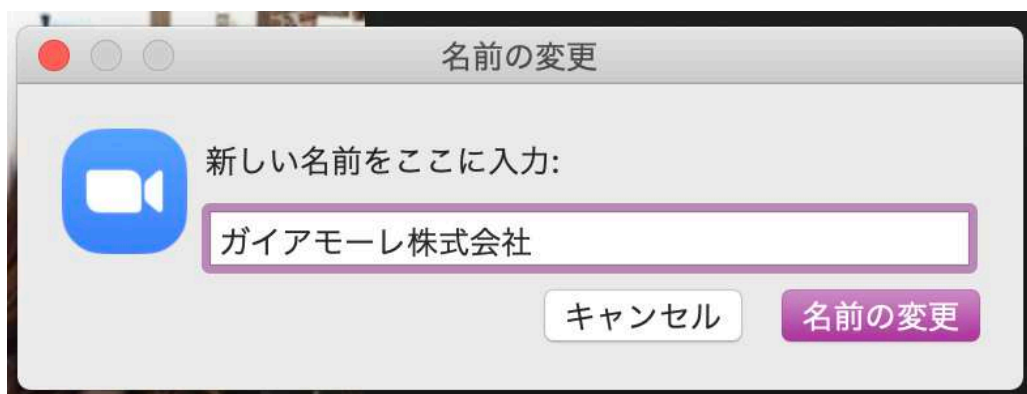 名前の変更
新しい名前をここに入力:
ガイアモーレ株式会社
キャンセル
名前の変更